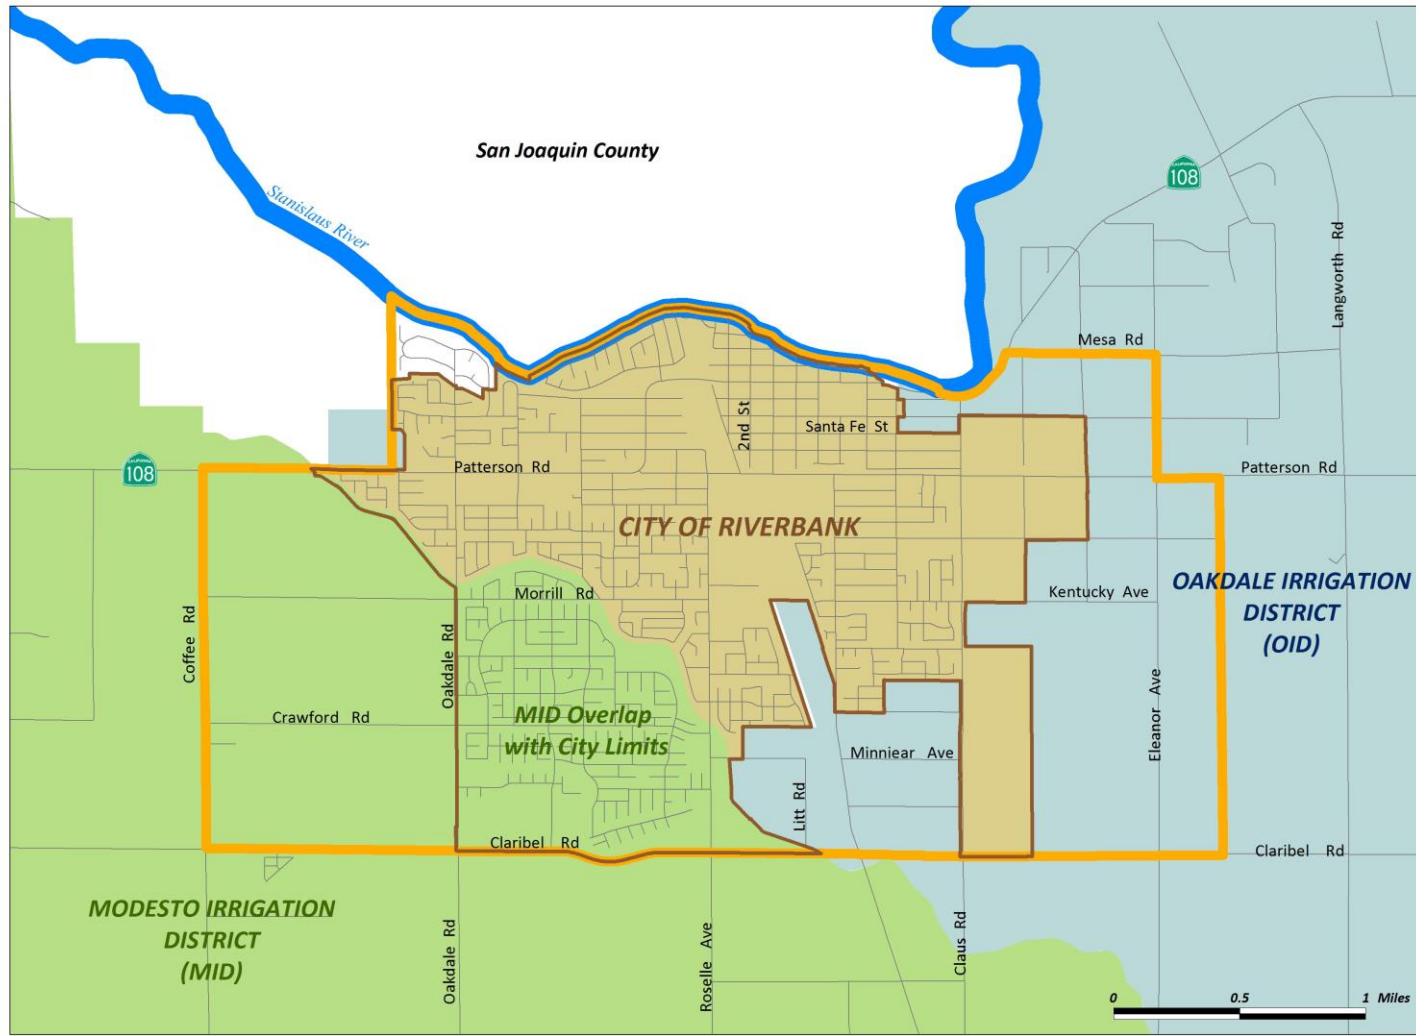 San Joaquin County
CALIFORNIA
108
Stanislaus River
Langworth Rd
Mesa Rd
2nd St
Santa Fe St
CALIFORNIA
108
Patterson Rd
Patterson Rd
CITY OF RIVERBANK
Coffee Rd
Oakdale Rd
Morrill Rd
Kentucky Ave
OAKDALE IRRIGATION
DISTRICT
(OID)
Eleanor Ave
Crawford Rd
MID Overlap
with City Limits
Minniear Ave
Litt Rd
Claribel Rd
Claribel Rd
MODESTO IRRIGATION
DISTRICT
(MID)
Oakdale Rd
Roselle Ave
Claus Rd
0 0.5 1 Miles